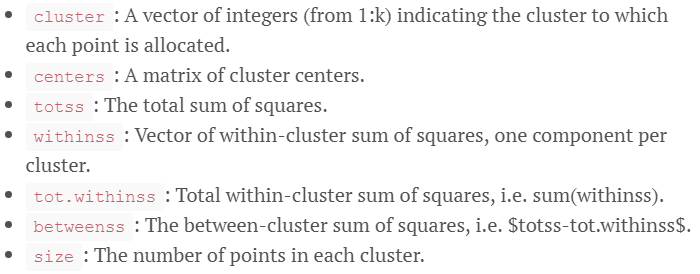 • cluster : A vector of integers (from 1:k) indicating the cluster to which
each point is allocated.
• centers : A matrix of cluster centers.
• totss : The total sum of squares.
• withinss : Vector of within-cluster sum of squares, one component per
cluster.
• tot.withinss : Total within-cluster sum of squares, i.e. sum(withinss).
• betweenss : The between-cluster sum of squares, i.e. $totss-tot.withinss$.
• size : The number of points in each cluster.